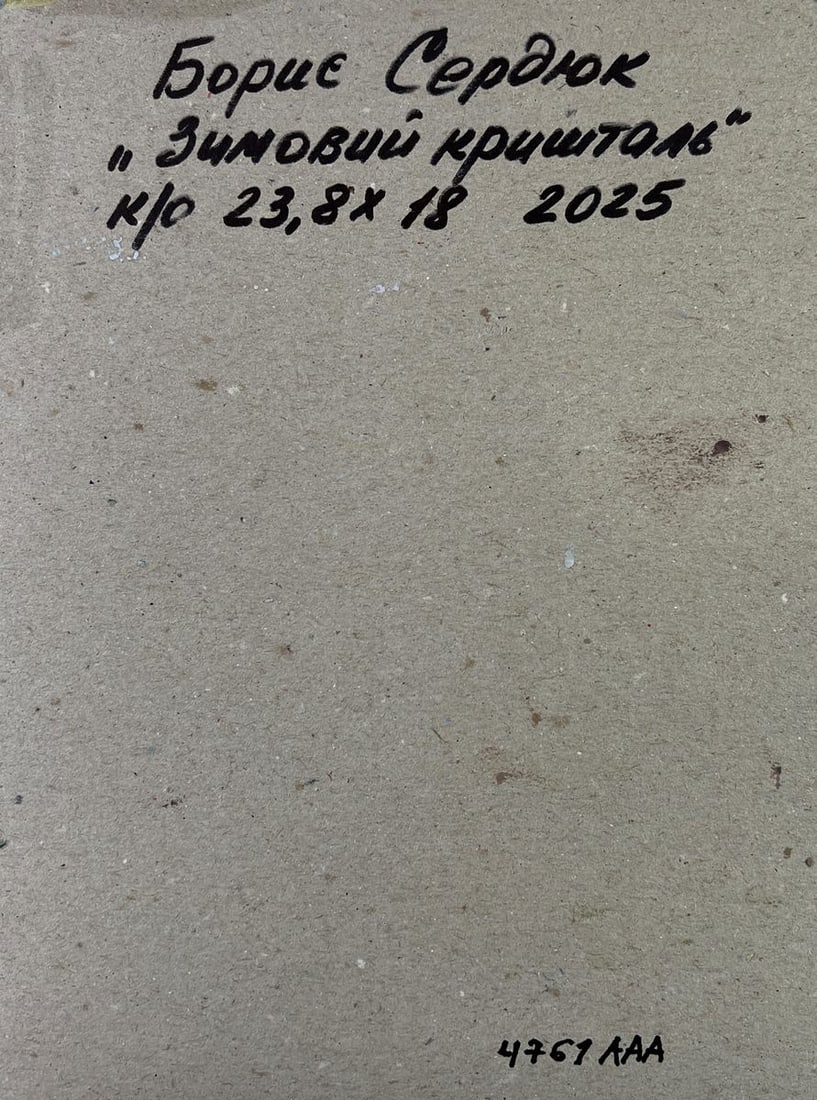 Борис Сердюк
„Зимовий кришталь“
к/о 23,8х18 2025
4761 ААА